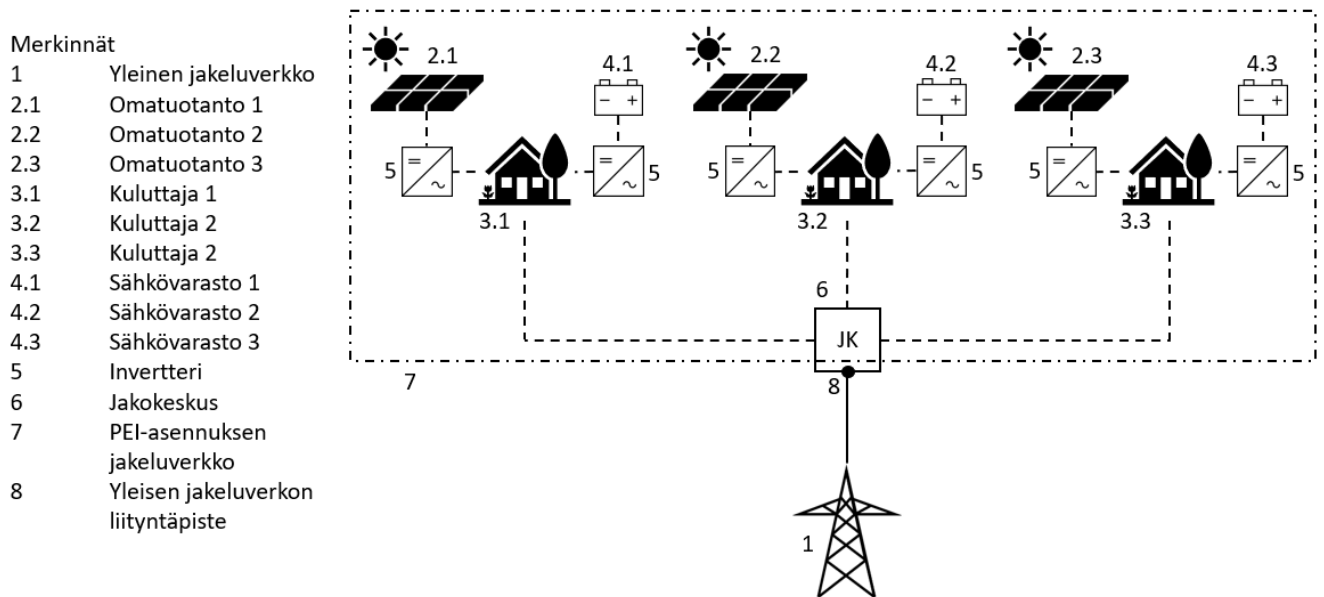 Merkinnät
1 Yleinen jakeluverkko
2.1 Omatuotanto 1
2.2 Omatuotanto 2
2.3 Omatuotanto 3
3.1 Kuluttaja 1
3.2 Kuluttaja 2
3.3 Kuluttaja 2
4.1 Sähkövarasto 1
4.2 Sähkövarasto 2
4.3 Sähkövarasto 3
5 Invertteri
6 Jakokeskus
7 PEI-asennuksen
jakeluverkko
8 Yleisen jakeluverkon
liityntäpiste
2.1
4.1
2.2
4.2
2.3
4.3
5
5
5
5
5
5
3.1
3.2
3.3
6
JK
7
8
1